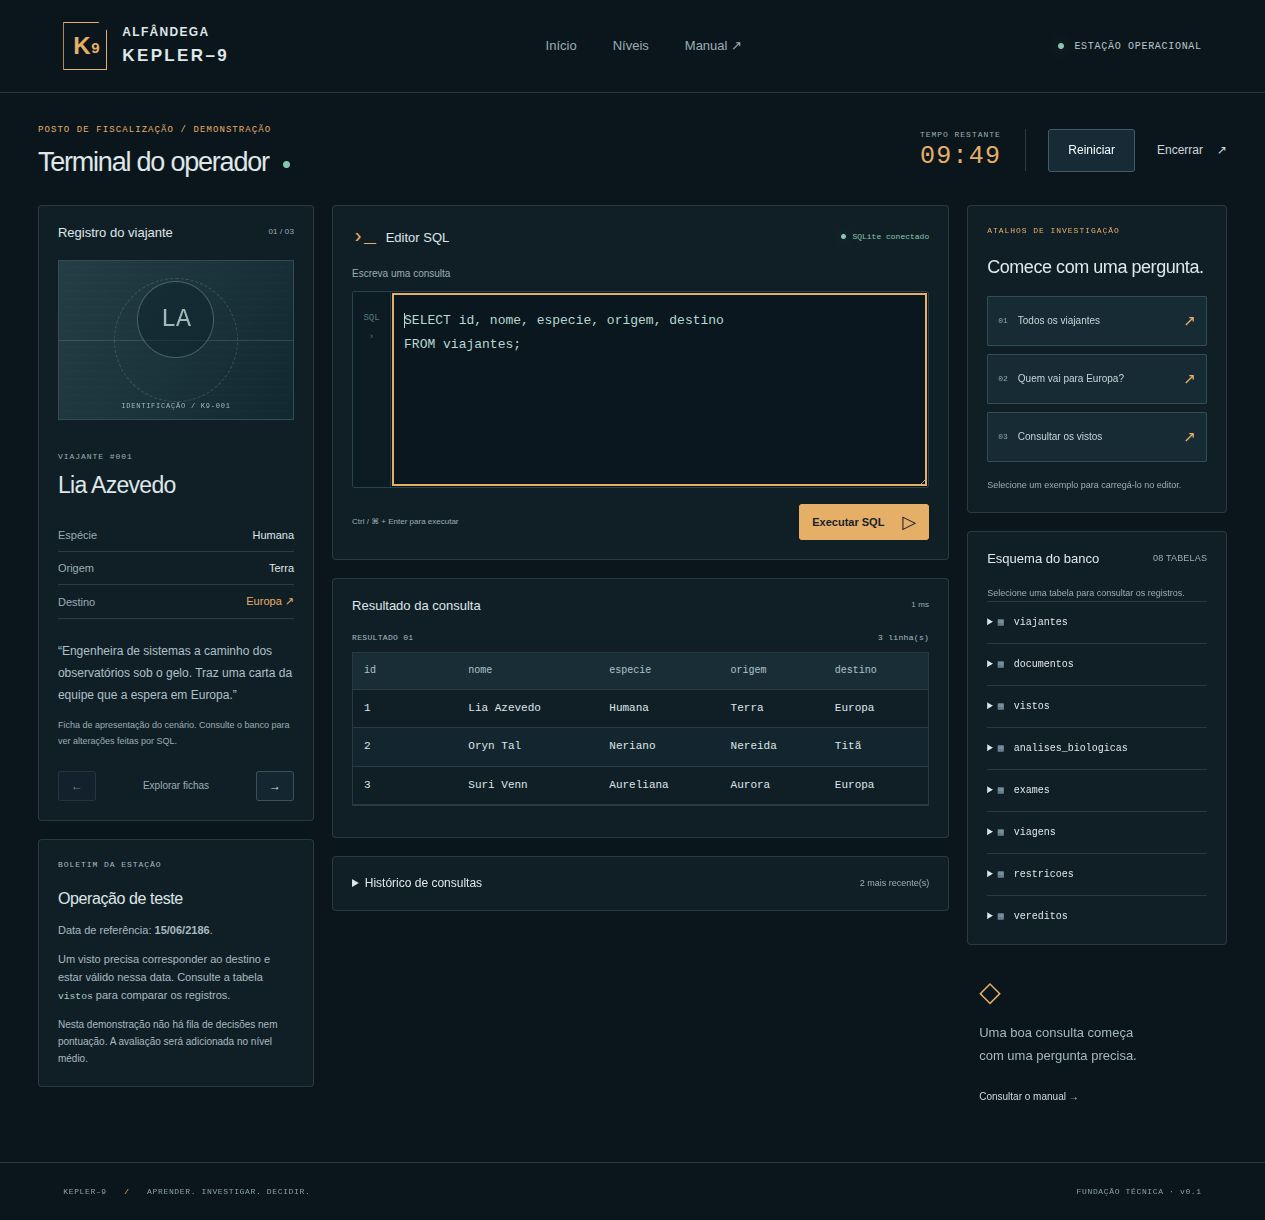 K9
ALFÂNDEGA
KEPLER–9
Início
Níveis
Manual ↗
ESTAÇÃO OPERACIONAL
POSTO DE FISCALIZAÇÃO / DEMONSTRAÇÃO
Terminal do operador
TEMPO RESTANTE
09:49
Reiniciar
Encerrar ↗
Registro do viajante
01 / 03
LA
IDENTIFICAÇÃO / K9-001
VIAJANTE #001
Lia Azevedo
Espécie Humana
Origem Terra
Destino Europa ↗
“Engenheira de sistemas a caminho dos
observatórios sob o gelo. Traz uma carta da
equipe que a espera em Europa.”
Ficha de apresentação do cenário. Consulte o banco para
ver alterações feitas por SQL.
← Explorar fichas →
BOLETIM DA ESTAÇÃO
Operação de teste
Data de referência: 15/06/2186.
Um visto precisa corresponder ao destino e
estar válido nessa data. Consulte a tabela
vistos para comparar os registros.
Nesta demonstração não há fila de decisões nem
pontuação. A avaliação será adicionada no nível
médio.
›_ Editor SQL
SQLite conectado
Escreva uma consulta
SQL
›
SELECT id, nome, especie, origem, destino
FROM viajantes;
Ctrl / ⌘ + Enter para executar
Executar SQL ▷
Resultado da consulta
1 ms
RESULTADO 01
3 linha(s)
id nome especie origem destino
1 Lia Azevedo Humana Terra Europa
2 Oryn Tal Neriano Nereida Titã
3 Suri Venn Aureliana Aurora Europa
▶ Histórico de consultas
2 mais recente(s)
ATALHOS DE INVESTIGAÇÃO
Comece com uma pergunta.
01 Todos os viajantes ↗
02 Quem vai para Europa? ↗
03 Consultar os vistos ↗
Selecione um exemplo para carregá-lo no editor.
Esquema do banco
08 TABELAS
Selecione uma tabela para consultar os registros.
▶ ▦ viajantes
▶ ▦ documentos
▶ ▦ vistos
▶ ▦ analises_biologicas
▶ ▦ exames
▶ ▦ viagens
▶ ▦ restricoes
▶ ▦ vereditos
◇
Uma boa consulta começa
com uma pergunta precisa.
Consultar o manual →
KEPLER-9 / APRENDER. INVESTIGAR. DECIDIR.
FUNDAÇÃO TÉCNICA · v0.1